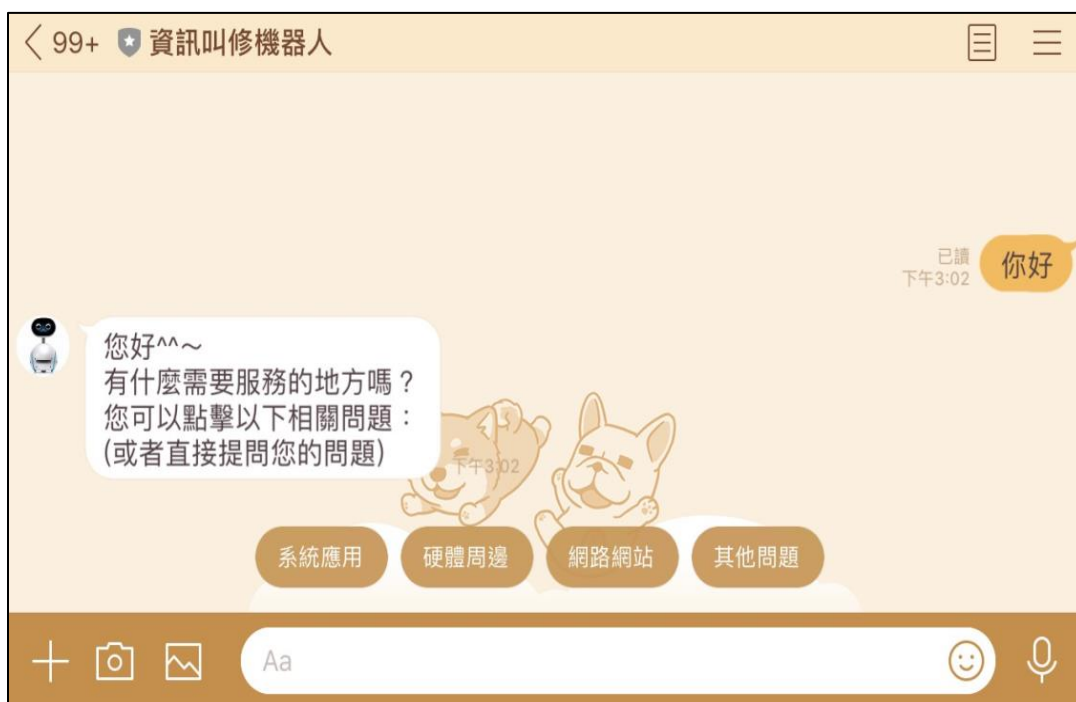 99+ 資訊叫修機器人
已讀
下午3:02
你好
您好^^～
有什麼需要服務的地方嗎？
您可以點擊以下相關問題：
(或者直接提問您的問題)
下午3:02
系統應用 硬體周邊 網路網站 其他問題
Aa